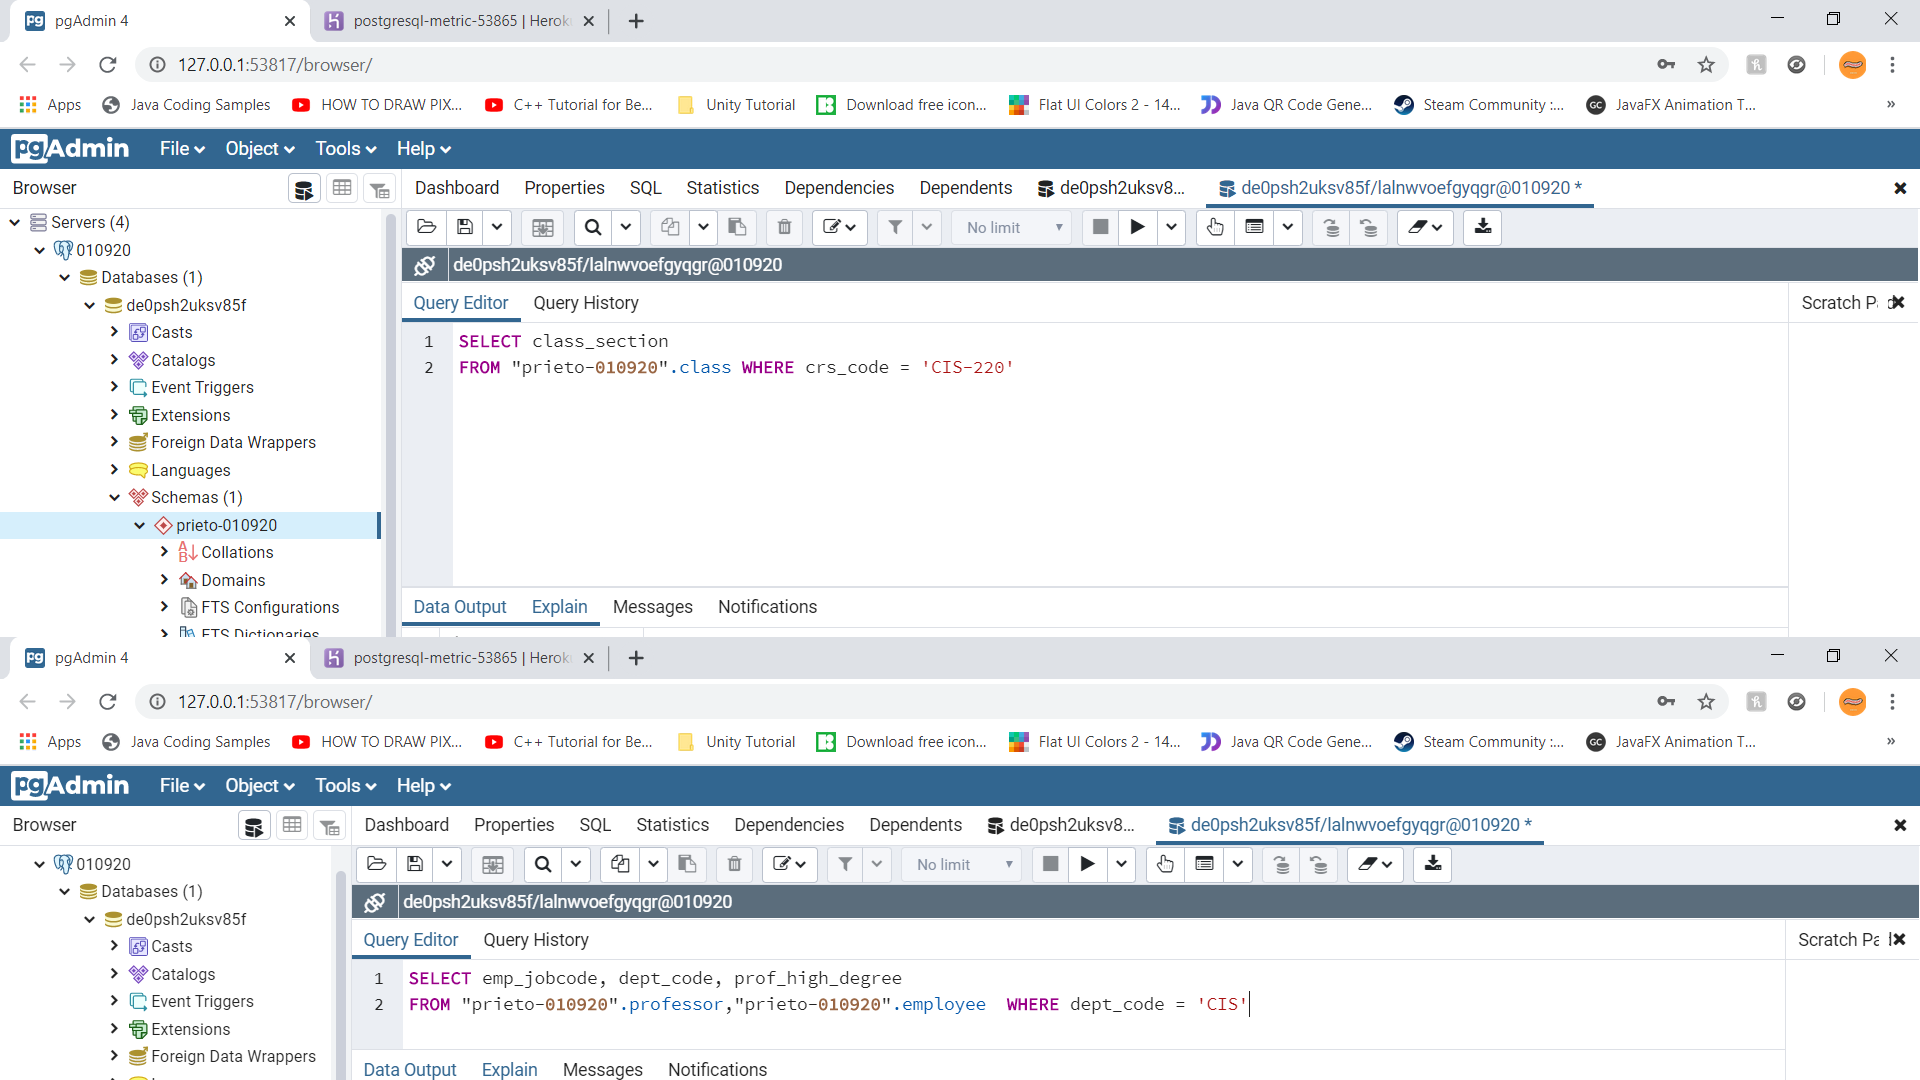 pgAdmin 4
postgresql-metric-53865 | Heroku
127.0.0.1:53817/browser/
Apps Java Coding Samples HOW TO DRAW PIX... C++ Tutorial for Be... Unity Tutorial Download free icon... Flat UI Colors 2 - 14... Java QR Code Gene... Steam Community :... JavaFX Animation T... »
pgAdmin File Object Tools Help
Browser
Dashboard Properties SQL Statistics Dependencies Dependents de0psh2uksv8... de0psh2uksv85f/lalnwvoefgyqgr@010920 *
Servers (4)
No limit
010920
de0psh2uksv85f/lalnwvoefgyqgr@010920
Databases (1)
de0psh2uksv85f
Query Editor Query History
Scratch P
Casts
Catalogs
Event Triggers
Extensions
Foreign Data Wrappers
Languages
Schemas (1)
prieto-010920
Collations
Domains
FTS Configurations
FTS Dictionaries
1 SELECT class_section
2 FROM "prieto-010920".class WHERE crs_code = 'CIS-220'
Data Output Explain Messages Notifications
pgAdmin 4
postgresql-metric-53865 | Heroku
127.0.0.1:53817/browser/
Apps Java Coding Samples HOW TO DRAW PIX... C++ Tutorial for Be... Unity Tutorial Download free icon... Flat UI Colors 2 - 14... Java QR Code Gene... Steam Community :... JavaFX Animation T... »
pgAdmin File Object Tools Help
Browser
Dashboard Properties SQL Statistics Dependencies Dependents de0psh2uksv8... de0psh2uksv85f/lalnwvoefgyqgr@010920 *
010920
No limit
Databases (1)
de0psh2uksv85f/lalnwvoefgyqgr@010920
de0psh2uksv85f
Query Editor Query History
Scratch Pa
Casts
Catalogs
Event Triggers
Extensions
Foreign Data Wrappers
1 SELECT emp_jobcode, dept_code, prof_high_degree
2 FROM "prieto-010920".professor,"prieto-010920".employee WHERE dept_code = 'CIS'
Data Output Explain Messages Notifications